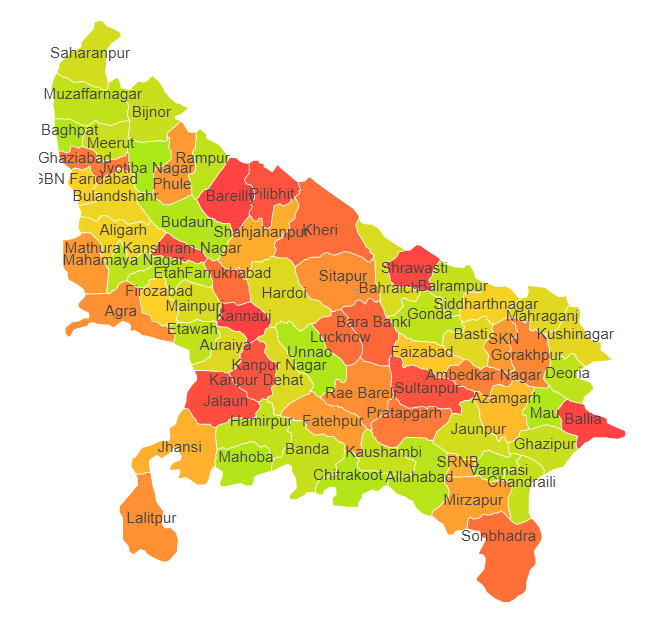 Saharanpur
Muzaffarnagar
Bijnor
Baghpat
Meerut
Ghaziabad
Rampur
Jyotiba Nagar
GBN Faridabad
Phule
Bareilly
Pilibhit
Bulandshahr
Budaun
Aligarh
Shahjahanpur
Kheri
Mathura
Kanshiram Nagar
Mahamaya Nagar
Shrawasti
Etah
Farrukhabad
Sitapur
Bahraich
Balrampur
Firozabad
Hardoi
Mainpuri
Siddharthnagar
Agra
Kannauj
Gonda
Mahraganj
Bara Banki
Etawah
Basti
Kushinagar
Lucknow
SKN
Auraiya
Unnao
Faizabad
Gorakhpur
Kanpur Nagar
Ambedkar Nagar
Deoria
Kanpur Dehat
Sultanpur
Rae Bareli
Azamgarh
Jalaun
Pratapgarh
Mau
Ballia
Hamirpur
Fatehpur
Jaunpur
Ghazipur
Jhansi
Banda
Kaushambi
Mahoba
SRNB
Varanasi
Chitrakoot
Allahabad
Chandraili
Mirzapur
Lalitpur
Sonbhadra